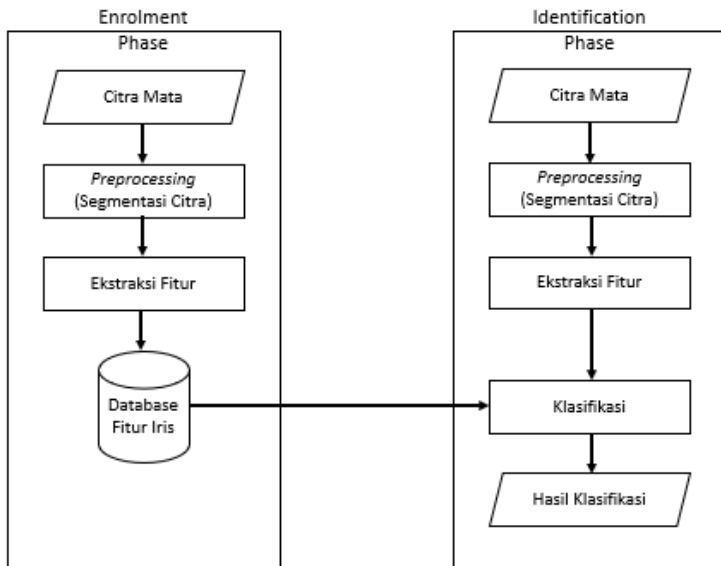 Enrolment
Phase
Citra Mata
Preprocessing
(Segmentasi Citra)
Ekstraksi Fitur
Database
Fitur Iris
Identification
Phase
Citra Mata
Preprocessing
(Segmentasi Citra)
Ekstraksi Fitur
Klasifikasi
Hasil Klasifikasi